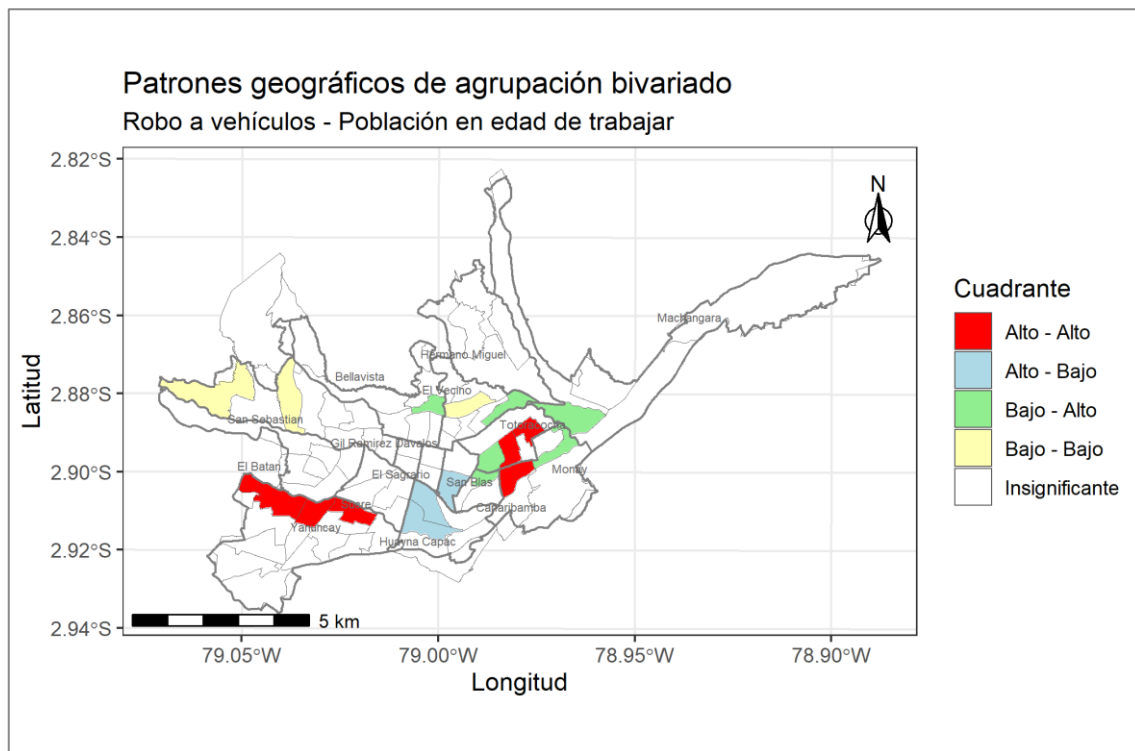 Patrones geográficos de agrupación bivariado
Robo a vehículos - Población en edad de trabajar
2.82°S
2.84°S
2.86°S
2.88°S
2.90°S
2.92°S
2.94°S
Latitud
N
Machangara
Hermano Miguel
Bellavista
El Vecino
San Sebastian
Totoracocha
Gil Ramirez Davalos
El Batan
El Sagrario
Monay
San Blas
Sucre
Cañaribamba
Yanuncay
Huayna Capac
5 km
79.05°W
79.00°W
78.95°W
78.90°W
Longitud
Cuadrante
Alto - Alto
Alto - Bajo
Bajo - Alto
Bajo - Bajo
Insignificante